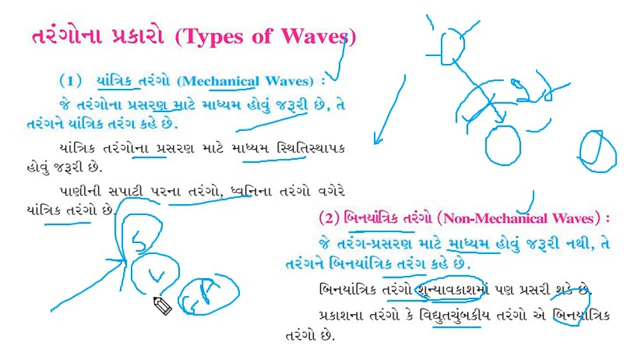 તરંગોના પ્રકારો (Types of Waves)
(1) યાંત્રિક તરંગો (Mechanical Waves) :
જે તરંગોના પ્રસરણ માટે માધ્યમ હોવું જરૂરી છે, તે
તરંગને યાંત્રિક તરંગ કહે છે.
યાંત્રિક તરંગોના પ્રસરણ માટે માધ્યમ સ્થિતિસ્થાપક
હોવું જરૂરી છે.
પાણીની સપાટી પરના તરંગો, ધ્વનિના તરંગો વગેરે
યાંત્રિક તરંગો છે.
S
L
(2) બિનયાંત્રિક તરંગો (Non-Mechanical Waves) :
જે તરંગ-પ્રસરણ માટે માધ્યમ હોવું જરૂરી નથી, તે
તરંગને બિનયાંત્રિક તરંગ કહે છે.
બિનયાંત્રિક તરંગો શૂન્યાવકાશમાં પણ પ્રસરી શકે છે.
પ્રકાશના તરંગો કે વિદ્યુતચુંબકીય તરંગો એ બિનયાંત્રિક
તરંગો છે.